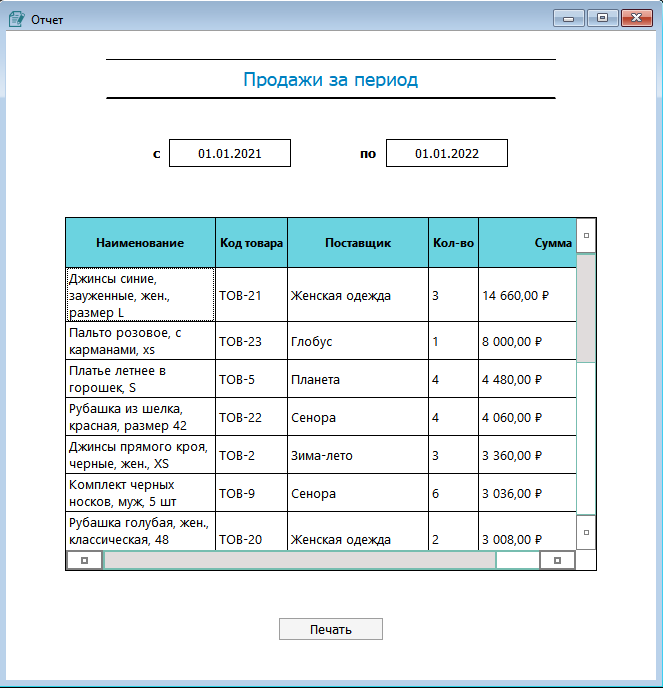 Отчет
Продажи за период
с 01.01.2021 по 01.01.2022
Наименование Код товара Поставщик Кол-во Сумма
Джинсы синие,
зауженные, жен.,
размер L
ТОВ-21 Женская одежда 3 14 660,00 ₽
Пальто розовое, с
карманами, xs
ТОВ-23 Глобус 1 8 000,00 ₽
Платье летнее в
горошек, S
ТОВ-5 Планета 4 4 480,00 ₽
Рубашка из шелка,
красная, размер 42
ТОВ-22 Сенора 4 4 060,00 ₽
Джинсы прямого кроя,
черные, жен., XS
ТОВ-2 Зима-лето 3 3 360,00 ₽
Комплект черных
носков, муж, 5 шт
ТОВ-9 Сенора 6 3 036,00 ₽
Рубашка голубая, жен.,
классическая, 48
ТОВ-20 Женская одежда 2 3 008,00 ₽
Печать